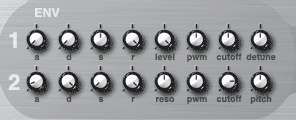 ENV
1
a d s r level pwm cutoff detune
2
a d s r reso pwm cutoff pitch